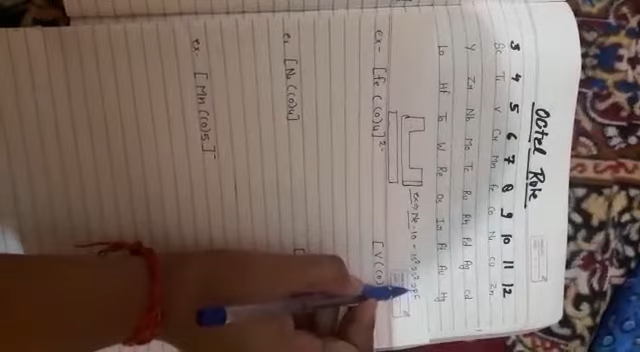 Octel Role
3 4 5 6 7 8 9 10 11 12
Sc Ti V Cr Mn Fe Co Ni Cu Zn
Y Zr Nb Mo Tc Ru Rh Pd Ag Cd
La Hf Ta W Re Os Ir Pt Au Hg
ex - [Fe (CO)4]2- [V(CO)
ex [Ni (CO)4] [
ex - [Mn (CO)5]-